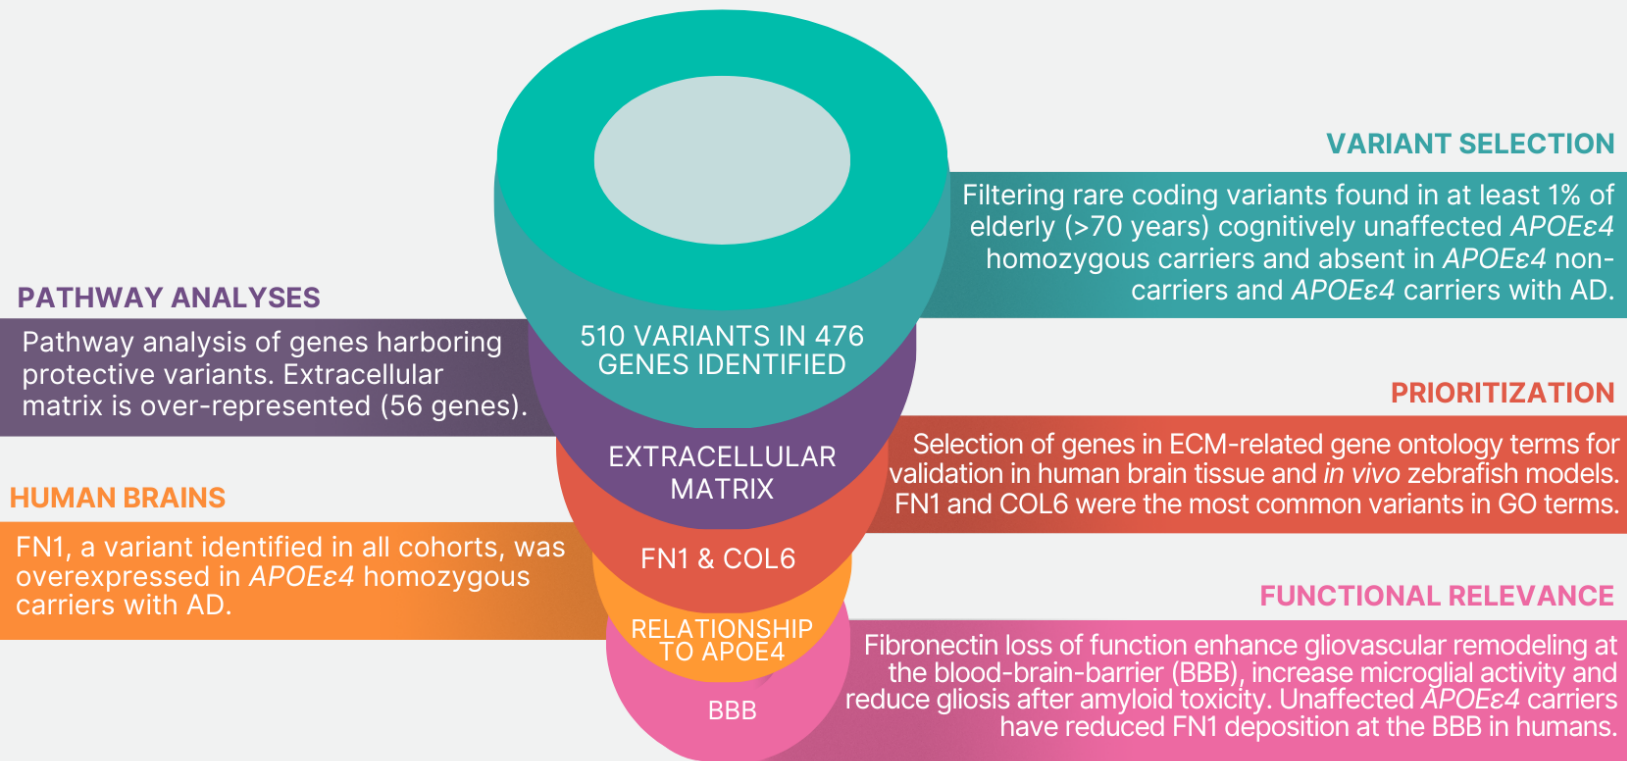 VARIANT SELECTION
Filtering rare coding variants found in at least 1% of
elderly (>70 years) cognitively unaffected APOEε4
homozygous carriers and absent in APOEε4 non-
carriers and APOEε4 carriers with AD.
510 VARIANTS IN 476
GENES IDENTIFIED
PATHWAY ANALYSES
Pathway analysis of genes harboring
protective variants. Extracellular
matrix is over-represented (56 genes).
EXTRACELLULAR
MATRIX
PRIORITIZATION
Selection of genes in ECM-related gene ontology terms for
validation in human brain tissue and in vivo zebrafish models.
FN1 and COL6 were the most common variants in GO terms.
FN1 & COL6
HUMAN BRAINS
FN1, a variant identified in all cohorts, was
overexpressed in APOEε4 homozygous
carriers with AD.
RELATIONSHIP
TO APOE4
FUNCTIONAL RELEVANCE
Fibronectin loss of function enhance gliovascular remodeling at
the blood-brain-barrier (BBB), increase microglial activity and
reduce gliosis after amyloid toxicity. Unaffected APOEε4 carriers
have reduced FN1 deposition at the BBB in humans.
BBB